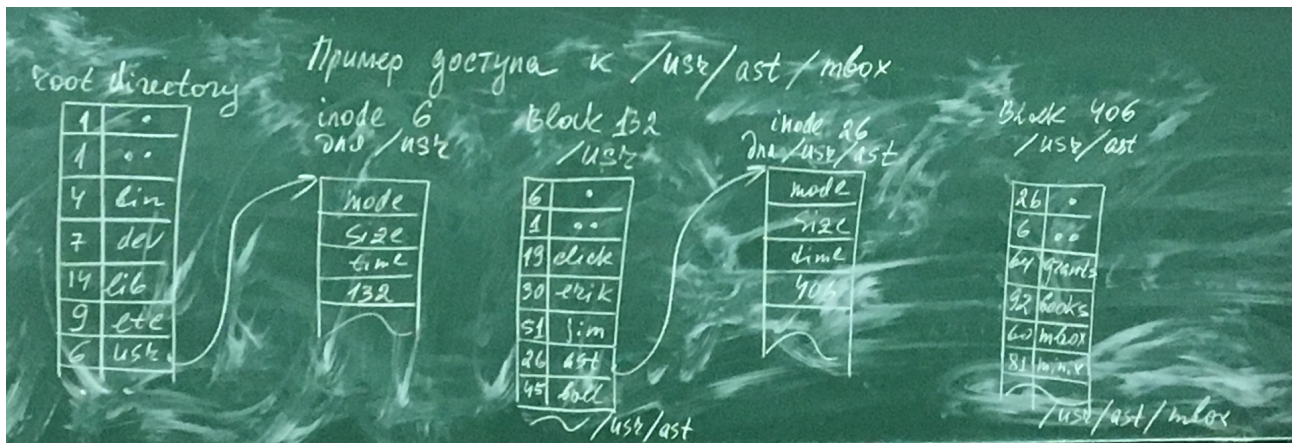 Пример доступа к /usr/ast/mbox
root directory
1 .
1 ..
4 bin
7 dev
14 lib
9 etc
6 usr
inode 6
для /usr
mode
size
time
132
Block 132
/usr
6 .
1 ..
19 dick
30 erik
51 jim
26 ast
45 ball
/usr/ast
inode 26
для /usr/ast
mode
size
time
406
Block 406
/usr/ast
26 .
6 ..
64 grants
92 books
60 mbox
81 minix
/usr/ast/mbox